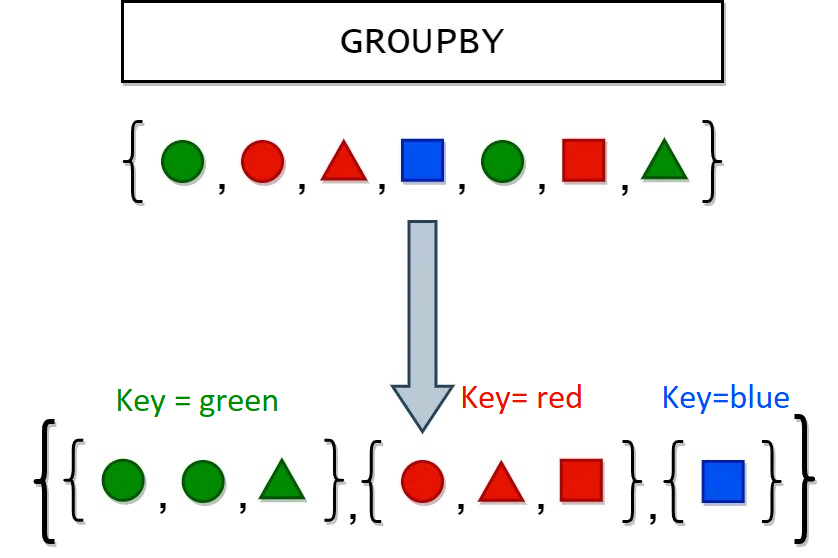 GROUPBY
Key = green
Key= red
Key=blue